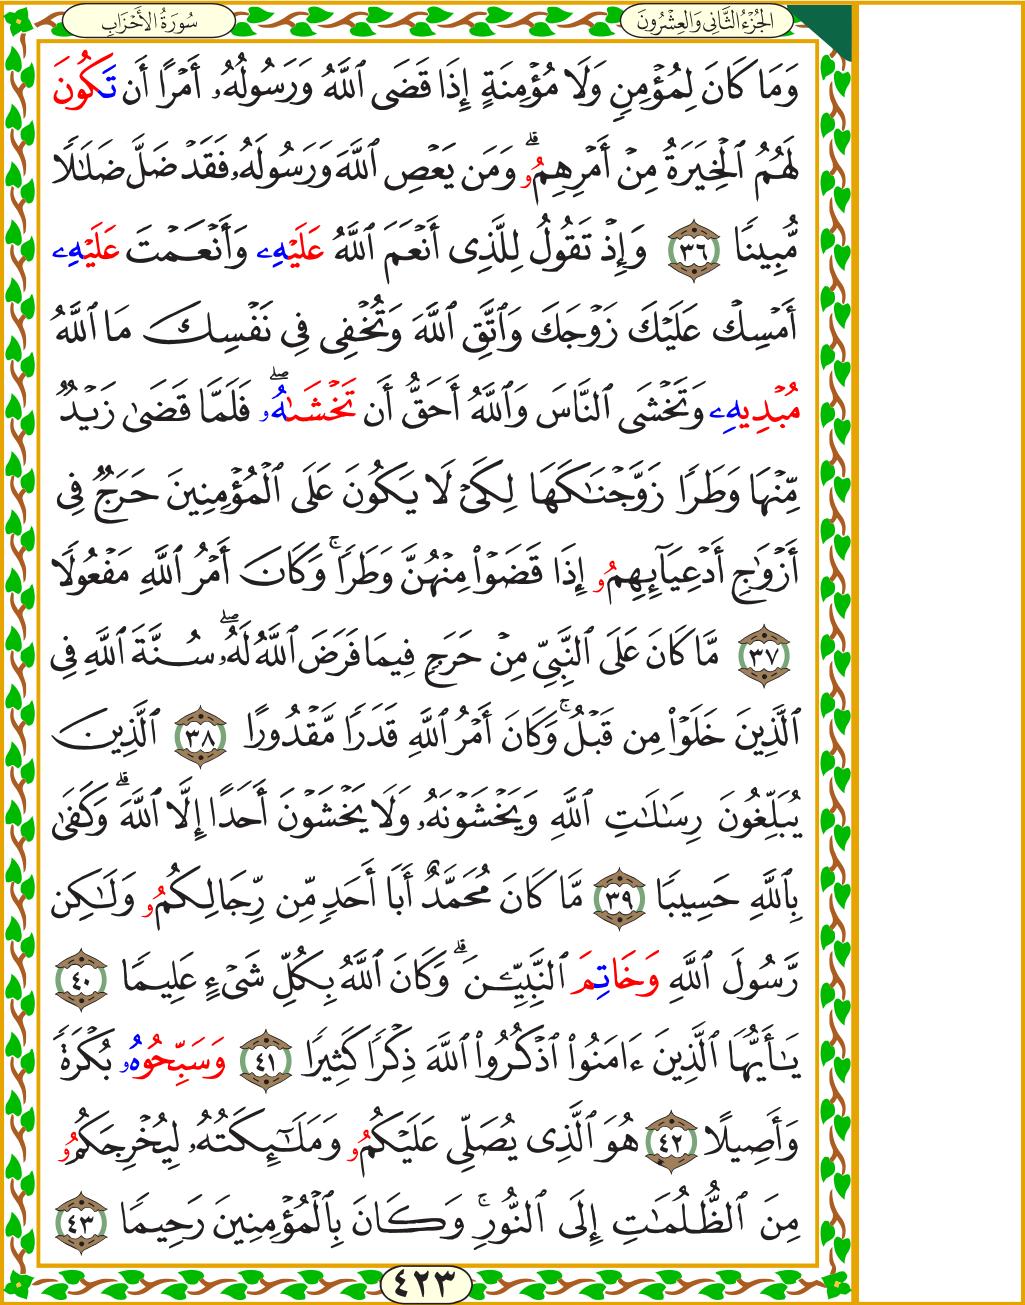 الجُزْءُ الثَّانِي وَالعِشْرُونَ
سُورَةُ الأَحْزَابِ
وَمَا كَانَ لِمُؤْمِنٍ وَلَا مُؤْمِنَةٍ إِذَا قَضَى ٱللَّهُ وَرَسُولُهُۥ أَمْرًا أَن تَكُونَ
لَهُمُ ٱلْخِيَرَةُ مِنْ أَمْرِهِمُۥ ۗ وَمَن يَعْصِ ٱللَّهَ وَرَسُولَهُۥ فَقَدْ ضَلَّ ضَلَٰلًا
مُّبِينًا ٣٦ وَإِذْ تَقُولُ لِلَّذِى أَنْعَمَ ٱللَّهُ عَلَيْهِۦ وَأَنْعَمْتَ عَلَيْهِۦ
أَمْسِكْ عَلَيْكَ زَوْجَكَ وَٱتَّقِ ٱللَّهَ وَتُخْفِى فِى نَفْسِكَ مَا ٱللَّهُ
مُبْدِيهِۦ وَتَخْشَى ٱلنَّاسَ وَٱللَّهُ أَحَقُّ أَن تَخْشَىٰهُۥ ۖ فَلَمَّا قَضَىٰ زَيْدٌ
مِّنْهَا وَطَرًا زَوَّجْنَٰكَهَا لِكَىْ لَا يَكُونَ عَلَى ٱلْمُؤْمِنِينَ حَرَجٌ فِى
أَزْوَٰجِ أَدْعِيَآئِهِمُۥ إِذَا قَضَوْا۟ مِنْهُنَّ وَطَرًا ۚ وَكَانَ أَمْرُ ٱللَّهِ مَفْعُولًا
٣٧ مَّا كَانَ عَلَى ٱلنَّبِيِّ مِنْ حَرَجٍ فِيمَا فَرَضَ ٱللَّهُ لَهُۥ ۖ سُنَّةَ ٱللَّهِ فِى
ٱلَّذِينَ خَلَوْا۟ مِن قَبْلُ ۚ وَكَانَ أَمْرُ ٱللَّهِ قَدَرًا مَّقْدُورًا ٣٨ ٱلَّذِينَ
يُبَلِّغُونَ رِسَٰلَٰتِ ٱللَّهِ وَيَخْشَوْنَهُۥ وَلَا يَخْشَوْنَ أَحَدًا إِلَّا ٱللَّهَ ۗ وَكَفَىٰ
بِٱللَّهِ حَسِيبًا ٣٩ مَّا كَانَ مُحَمَّدٌ أَبَآ أَحَدٍ مِّن رِّجَالِكُمُۥ وَلَٰكِن
رَّسُولَ ٱللَّهِ وَخَاتِمَ ٱلنَّبِيِّـۧنَ ۗ وَكَانَ ٱللَّهُ بِكُلِّ شَىْءٍ عَلِيمًا ٤٠
يَٰٓأَيُّهَا ٱلَّذِينَ ءَامَنُوا۟ ٱذْكُرُوا۟ ٱللَّهَ ذِكْرًا كَثِيرًا ٤١ وَسَبِّحُوهُۥ بُكْرَةً
وَأَصِيلًا ٤٢ هُوَ ٱلَّذِى يُصَلِّى عَلَيْكُمُۥ وَمَلَٰٓئِكَتُهُۥ لِيُخْرِجَكُمُۥ
مِنَ ٱلظُّلُمَٰتِ إِلَى ٱلنُّورِ ۚ وَكَانَ بِٱلْمُؤْمِنِينَ رَحِيمًا ٤٣
٤٢٣